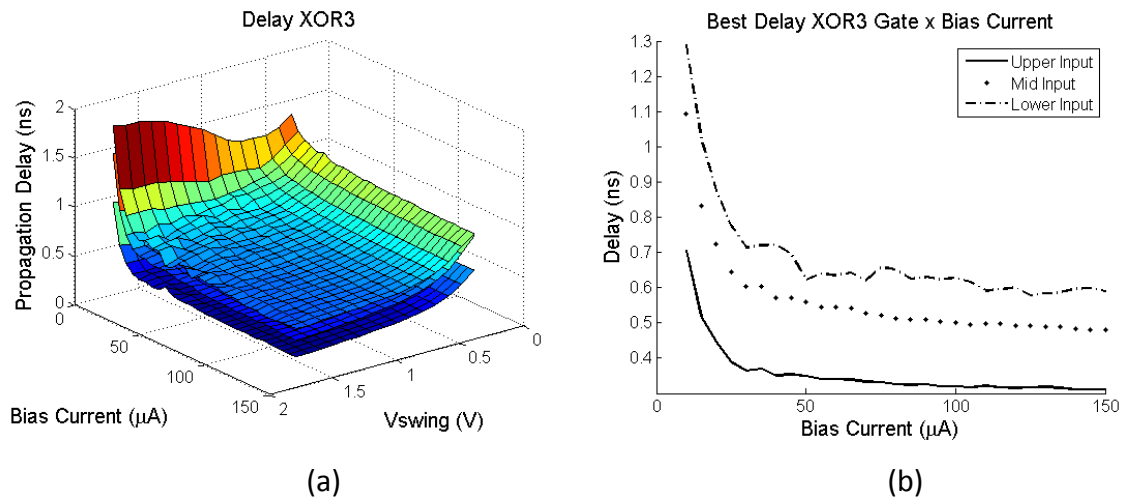 Delay XOR3
Propagation Delay (ns)
2
1.5
1
0.5
0
0
50
100
150
Bias Current (µA)
2
1.5
1
0.5
0
Vswing (V)
(a)
Best Delay XOR3 Gate x Bias Current
Upper Input
Mid Input
Lower Input
Delay (ns)
1.3
1.2
1.1
1
0.9
0.8
0.7
0.6
0.5
0.4
0
50
100
150
Bias Current (µA)
(b)